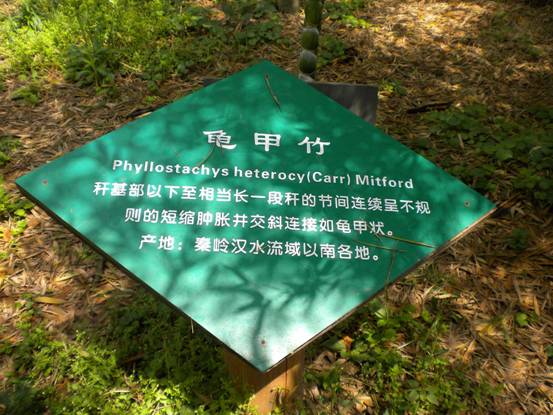 龟甲竹
Phyllostachys heterocy(Carr) Mitford
秆基部以下至相当长一段秆的节间连续呈不规
则的短缩肿胀并交斜连接如龟甲状。
产地：秦岭汉水流域以南各地。